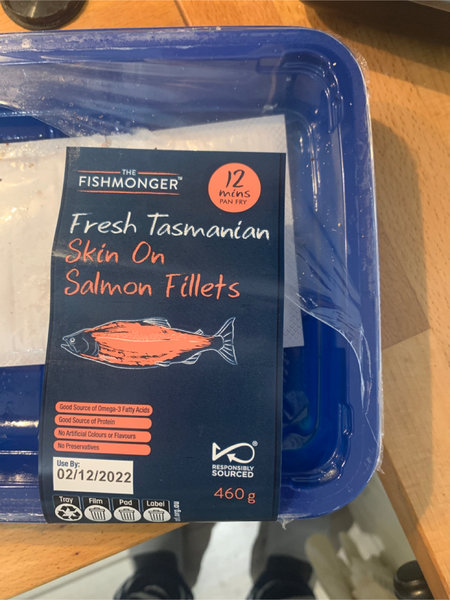 THE
FISHMONGER™
12
mins
PAN FRY
Fresh Tasmanian
Skin On
Salmon Fillets
Good Source of Omega-3 Fatty Acids
Good Source of Protein
No Artificial Colours or Flavours
No Preservatives
Use By:
02/12/2022
®
RESPONSIBLY
SOURCED
460 g
Tray Film Pad Label